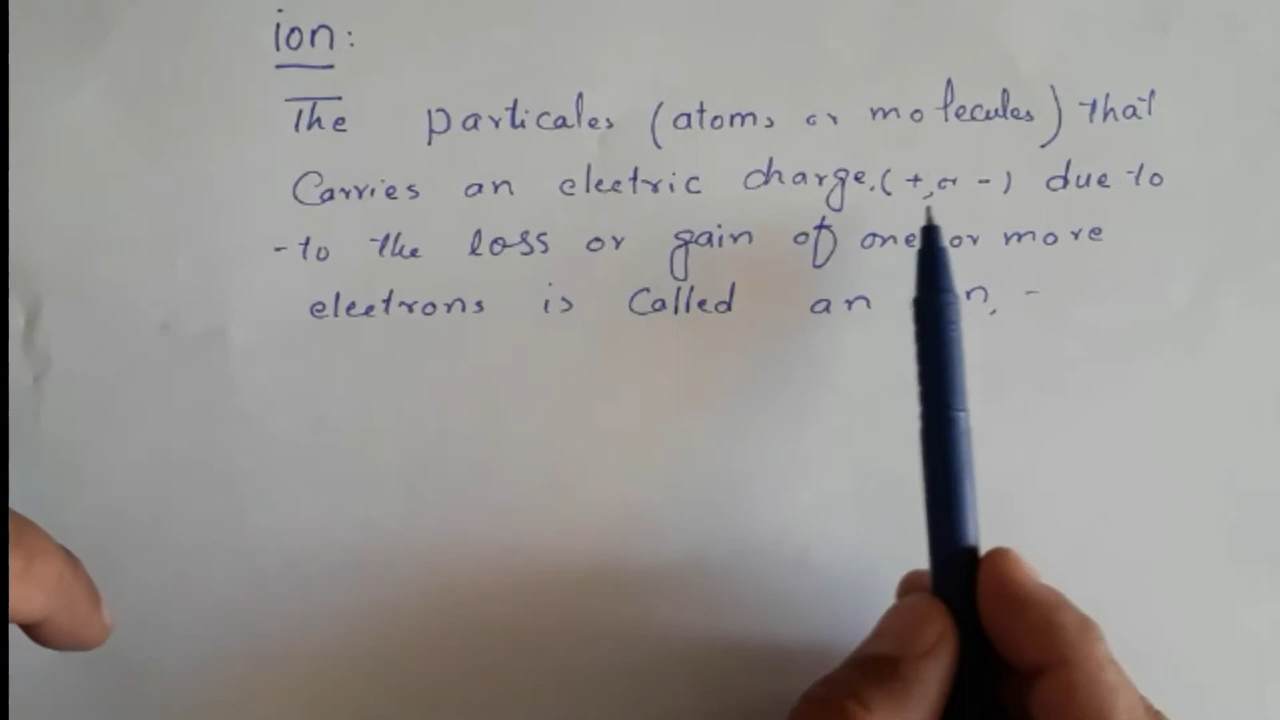 ion:
The particales (atoms or molecules) that
Carries an electric charge.(+, or -) due to
-to the loss or gain of one or more
electrons is Called an